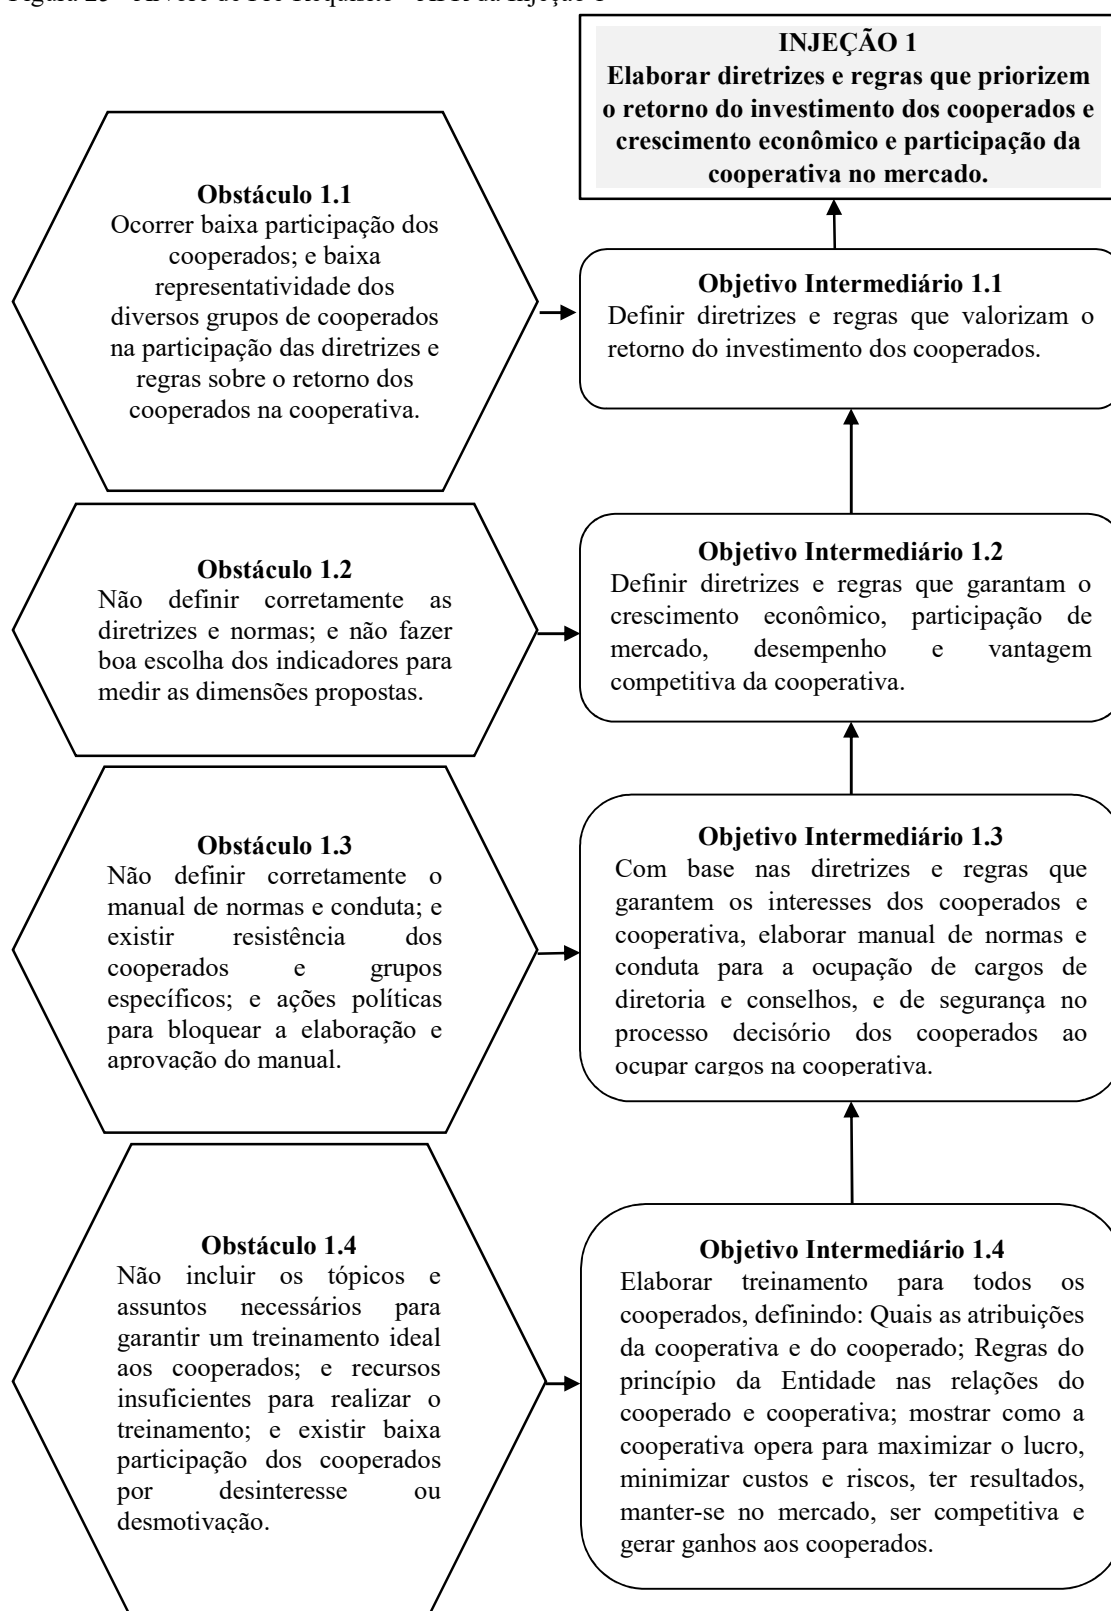 INJEÇÃO 1
Elaborar diretrizes e regras que priorizem
o retorno do investimento dos cooperados e
crescimento econômico e participação da
cooperativa no mercado.
Obstáculo 1.1
Ocorrer baixa participação dos
cooperados; e baixa
representatividade dos
diversos grupos de cooperados
na participação das diretrizes e
regras sobre o retorno dos
cooperados na cooperativa.
Objetivo Intermediário 1.1
Definir diretrizes e regras que valorizam o
retorno do investimento dos cooperados.
Obstáculo 1.2
Não definir corretamente as
diretrizes e normas; e não fazer
boa escolha dos indicadores para
medir as dimensões propostas.
Objetivo Intermediário 1.2
Definir diretrizes e regras que garantam o
crescimento econômico, participação de
mercado, desempenho e vantagem
competitiva da cooperativa.
Obstáculo 1.3
Não definir corretamente o
manual de normas e conduta; e
existir resistência dos
cooperados e grupos
específicos; e ações políticas
para bloquear a elaboração e
aprovação do manual.
Objetivo Intermediário 1.3
Com base nas diretrizes e regras que
garantem os interesses dos cooperados e
cooperativa, elaborar manual de normas e
conduta para a ocupação de cargos de
diretoria e conselhos, e de segurança no
processo decisório dos cooperados ao
ocupar cargos na cooperativa.
Obstáculo 1.4
Não incluir os tópicos e
assuntos necessários para
garantir um treinamento ideal
aos cooperados; e recursos
insuficientes para realizar o
treinamento; e existir baixa
participação dos cooperados
por desinteresse ou
desmotivação.
Objetivo Intermediário 1.4
Elaborar treinamento para todos os
cooperados, definindo: Quais as atribuições
da cooperativa e do cooperado; Regras do
princípio da Entidade nas relações do
cooperado e cooperativa; mostrar como a
cooperativa opera para maximizar o lucro,
minimizar custos e riscos, ter resultados,
manter-se no mercado, ser competitiva e
gerar ganhos aos cooperados.